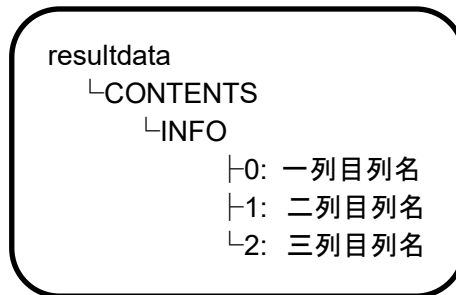 resultdata
└CONTENTS
└INFO
├0: 一列目列名
├1: 二列目列名
└2: 三列目列名